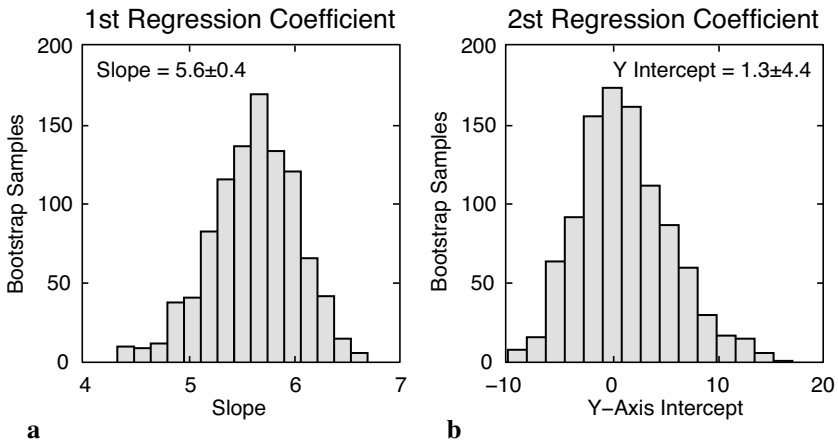 1st Regression Coefficient
200
150
100
50
0
Bootstrap Samples
Slope = 5.6±0.4
4 5 6 7
Slope
a
2st Regression Coefficient
200
150
100
50
0
Bootstrap Samples
Y Intercept = 1.3±4.4
−10 0 10 20
Y−Axis Intercept
b